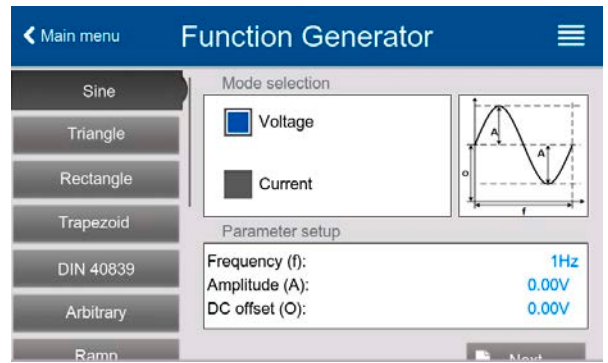 Main menu
Function Generator
Sine
Triangle
Rectangle
Trapezoid
DIN 40839
Arbitrary
Ramp
Mode selection
Voltage
Current
A
A
o
f
Parameter setup
Frequency (f): 1Hz
Amplitude (A): 0.00V
DC offset (O): 0.00V
Next